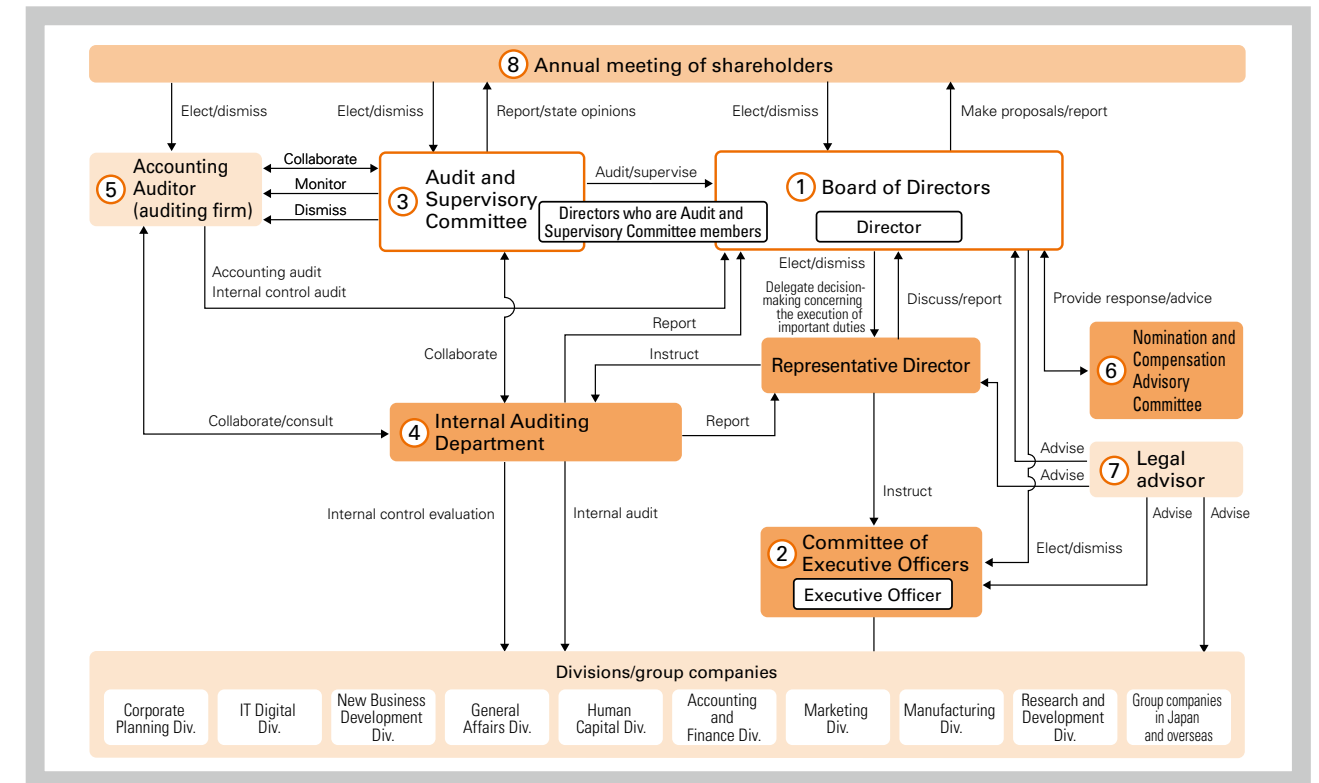 8 Annual meeting of shareholders
Elect/dismiss
Elect/dismiss
Report/state opinions
Elect/dismiss
Make proposals/report
5
Accounting
Auditor
(auditing firm)
Collaborate
Monitor
Dismiss
3
Audit and
Supervisory
Committee
Audit/supervise
1 Board of Directors
Director
Directors who are Audit and
Supervisory Committee members
Accounting audit
Internal control audit
Elect/dismiss
Delegate decision-
making concerning
the execution of
important duties
Discuss/report
Provide response/advice
Report
Collaborate
Instruct
Representative Director
6
Nomination and
Compensation
Advisory
Committee
Collaborate/consult
4
Internal Auditing
Department
Report
Advise
Advise
7
Legal
advisor
Instruct
Internal control evaluation
Internal audit
Advise
Advise
Elect/dismiss
2
Committee of
Executive Officers
Executive Officer
Divisions/group companies
Corporate
Planning Div.
IT Digital
Div.
New Business
Development
Div.
General
Affairs Div.
Human
Capital Div.
Accounting
and
Finance Div.
Marketing
Div.
Manufacturing
Div.
Research and
Development
Div.
Group companies
in Japan
and overseas